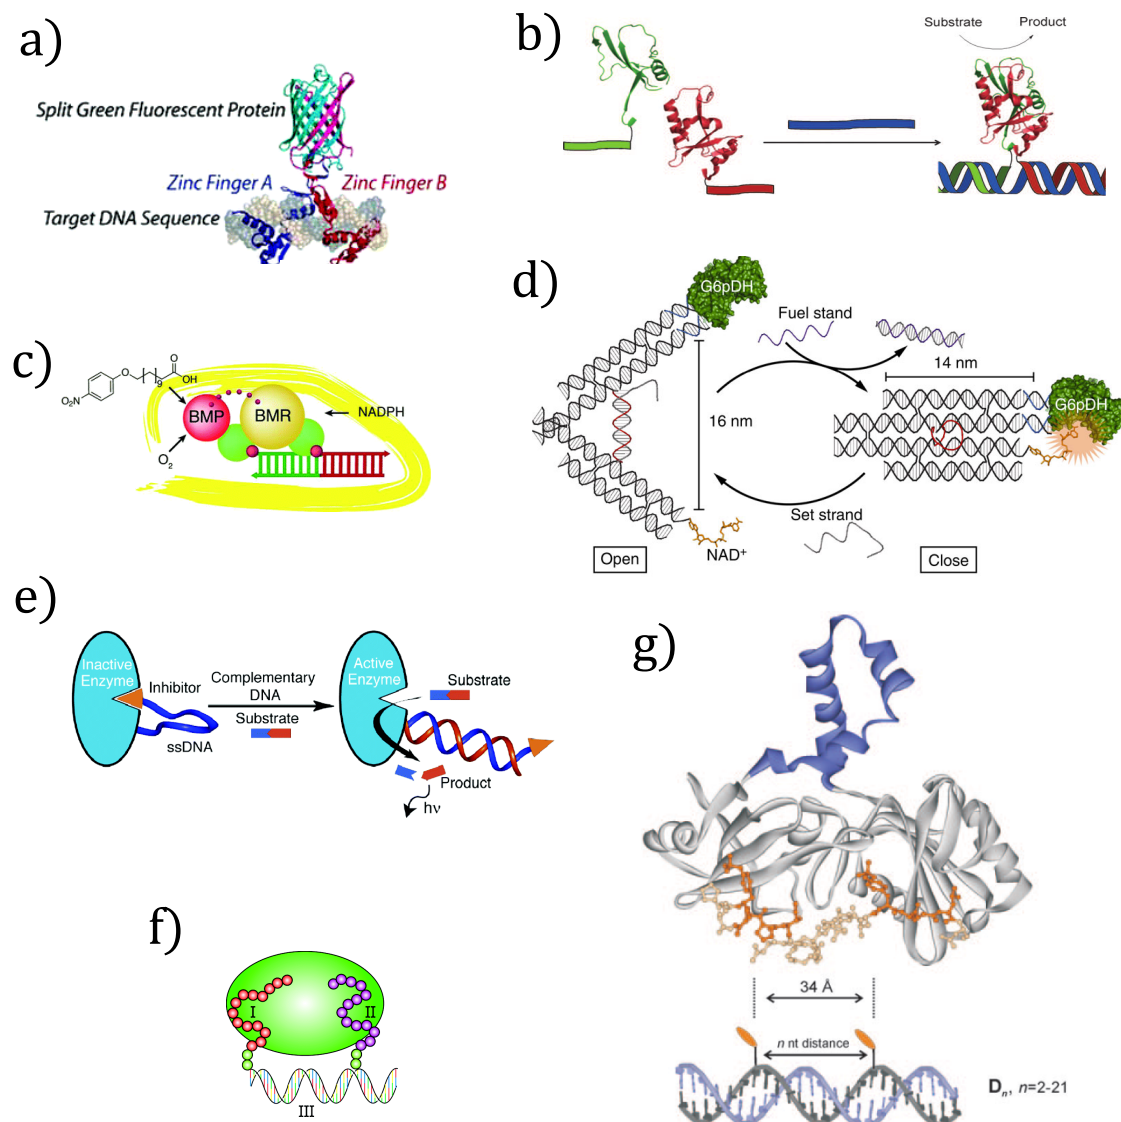 a)
Split Green Fluorescent Protein
Zinc Finger A
Zinc Finger B
Target DNA Sequence
b)
Substrate
Product
c)
O
OH
O
9
O₂N
BMP
BMR
NADPH
O₂
d)
G6pDH
Fuel stand
14 nm
G6pDH
16 nm
Set strand
NAD⁺
Open
Close
e)
Inactive
Enzyme
Inhibitor
ssDNA
Complementary
DNA
Substrate
Active
Enzyme
Substrate
Product
hν
f)
I
II
III
g)
34 Å
n nt distance
Dₙ, n=2-21